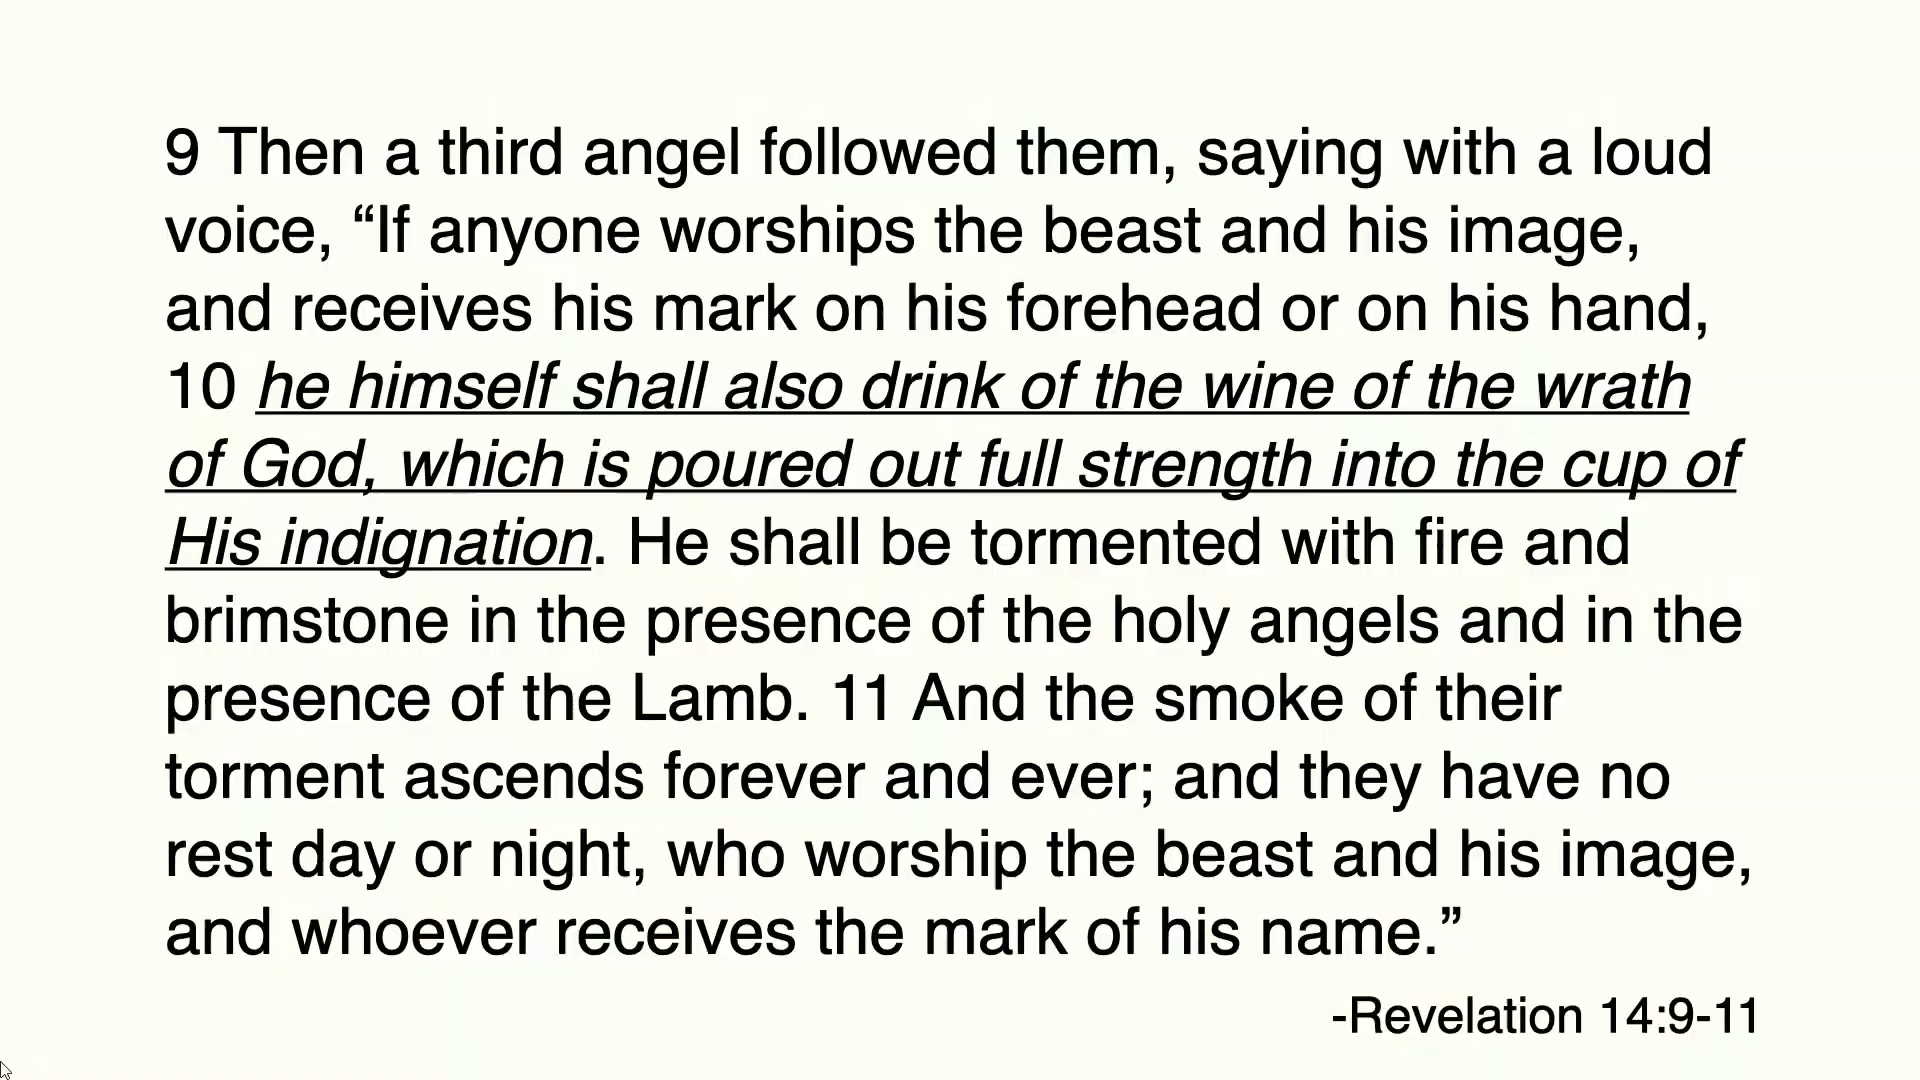 9 Then a third angel followed them, saying with a loud
voice, “If anyone worships the beast and his image,
and receives his mark on his forehead or on his hand,
10 he himself shall also drink of the wine of the wrath
of God, which is poured out full strength into the cup of
His indignation. He shall be tormented with fire and
brimstone in the presence of the holy angels and in the
presence of the Lamb. 11 And the smoke of their
torment ascends forever and ever; and they have no
rest day or night, who worship the beast and his image,
and whoever receives the mark of his name.”
-Revelation 14:9-11